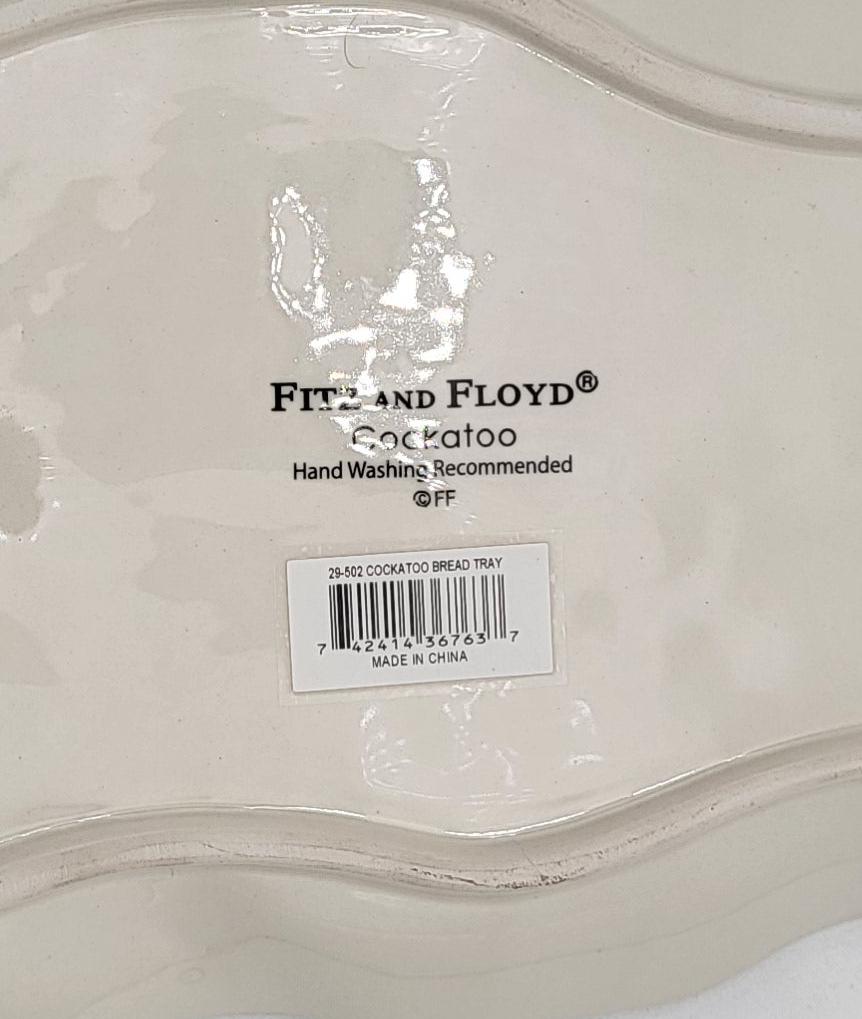 FITZ AND FLOYD®
Cockatoo
Hand Washing Recommended
©FF
29-502 COCKATOO BREAD TRAY
7 42414 36763 7
MADE IN CHINA